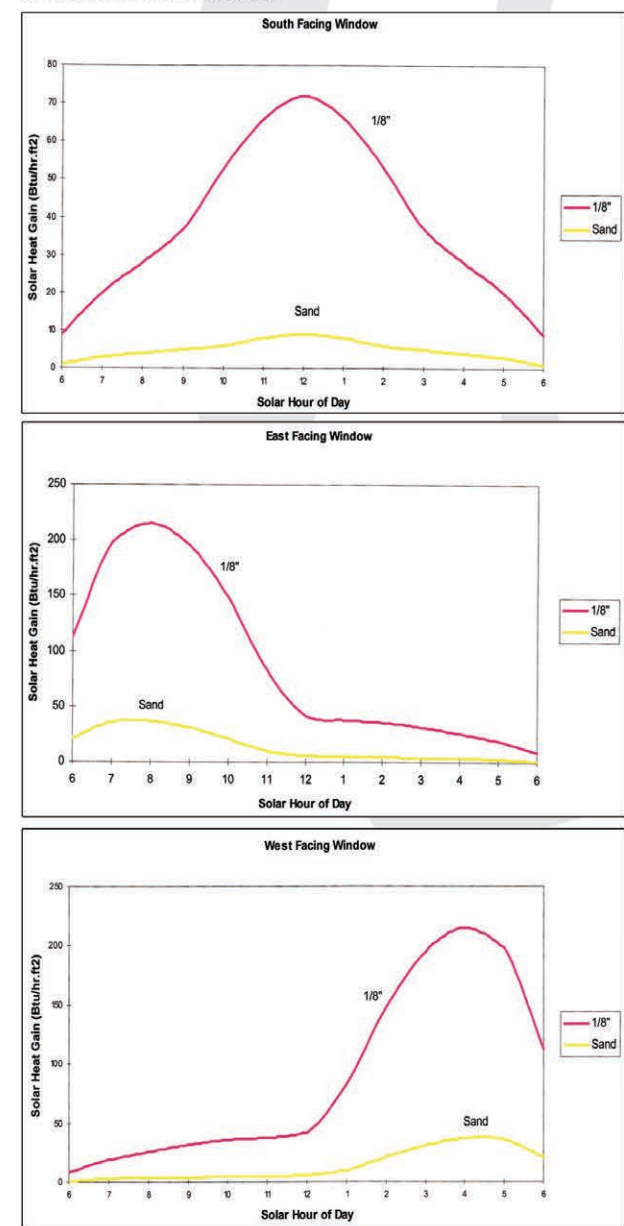 South Facing Window
Solar Heat Gain (Btu/hr.ft2)
80
70
60
50
40
30
20
10
0
1/8"
Sand
1/8"
Sand
6 7 8 9 10 11 12 1 2 3 4 5 6
Solar Hour of Day
East Facing Window
Solar Heat Gain (Btu/hr.ft2)
250
200
150
100
50
0
1/8"
Sand
1/8"
Sand
6 7 8 9 10 11 12 1 2 3 4 5 6
Solar Hour of Day
West Facing Window
Solar Heat Gain (Btu/hr.ft2)
250
200
150
100
50
0
1/8"
Sand
1/8"
Sand
6 7 8 9 10 11 12 1 2 3 4 5 6
Solar Hour of Day